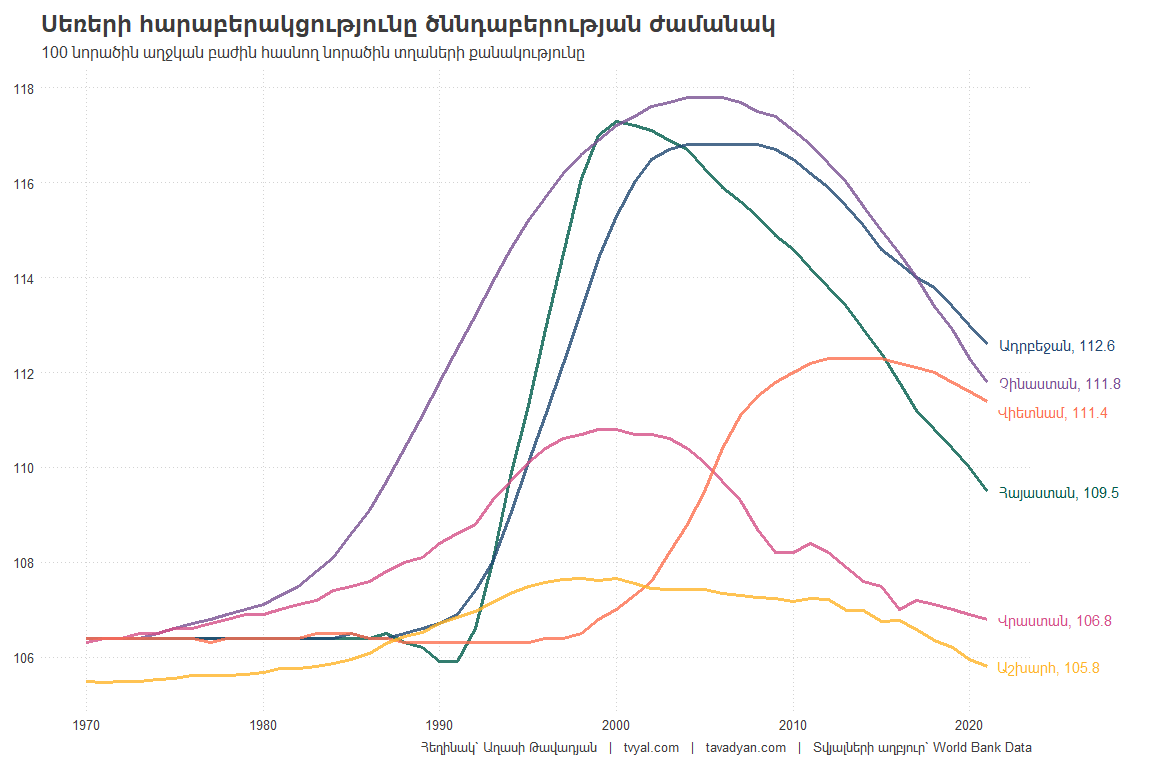 Սեռերի հարաբերակցությունը ծննդաբերության ժամանակ
100 նորածին աղջկան բաժին հասնող նորածին տղաների քանակությունը
118
116
114
112
110
108
106
Ադրբեջան, 112.6
Չինաստան, 111.8
Վիետնամ, 111.4
Հայաստան, 109.5
Վրաստան, 106.8
Աշխարհ, 105.8
1970 1980 1990 2000 2010 2020
Հեղինակ՝ Աղասի Թավադյան | tvyal.com | tavadyan.com | Տվյալների աղբյուր՝ World Bank Data